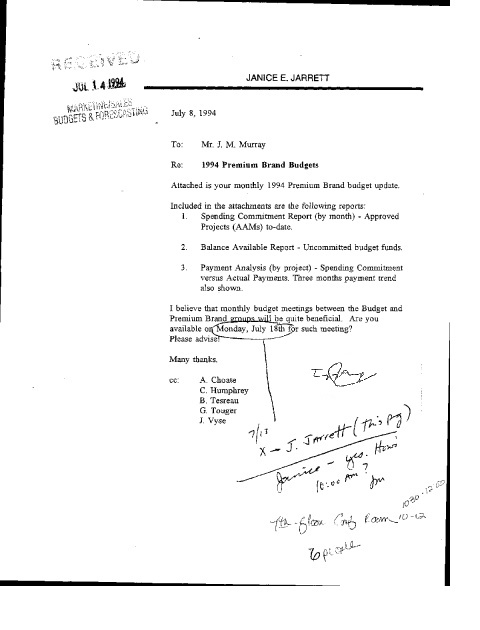 RECEIVED
JUL 14 1994
MARKETING/SALES
BUDGETS & FORECASTING
JANICE E. JARRETT
July 8, 1994
To: Mr. J. M. Murray
Re: 1994 Premium Brand Budgets
Attached is your monthly 1994 Premium Brand budget update.
Included in the attachments are the following reports:
1. Spending Commitment Report (by month) - Approved
Projects (AAMs) to-date.
2. Balance Available Report - Uncommitted budget funds.
3. Payment Analysis (by project) - Spending Commitment
versus Actual Payments. Three months payment trend
also shown.
I believe that monthly budget meetings between the Budget and
Premium Brand groups will be quite beneficial. Are you
available on Monday, July 18th for such meeting?
Please advise!
Many thanks,
cc: A. Choate
C. Humphrey
B. Tesreau
G. Touger
J. Vyse
7/13
X → J. Jarrett (this pg)
Janice - yes. How's
10:00 AM?
jm
1030-12:00
7th floor Conf Room 10-12